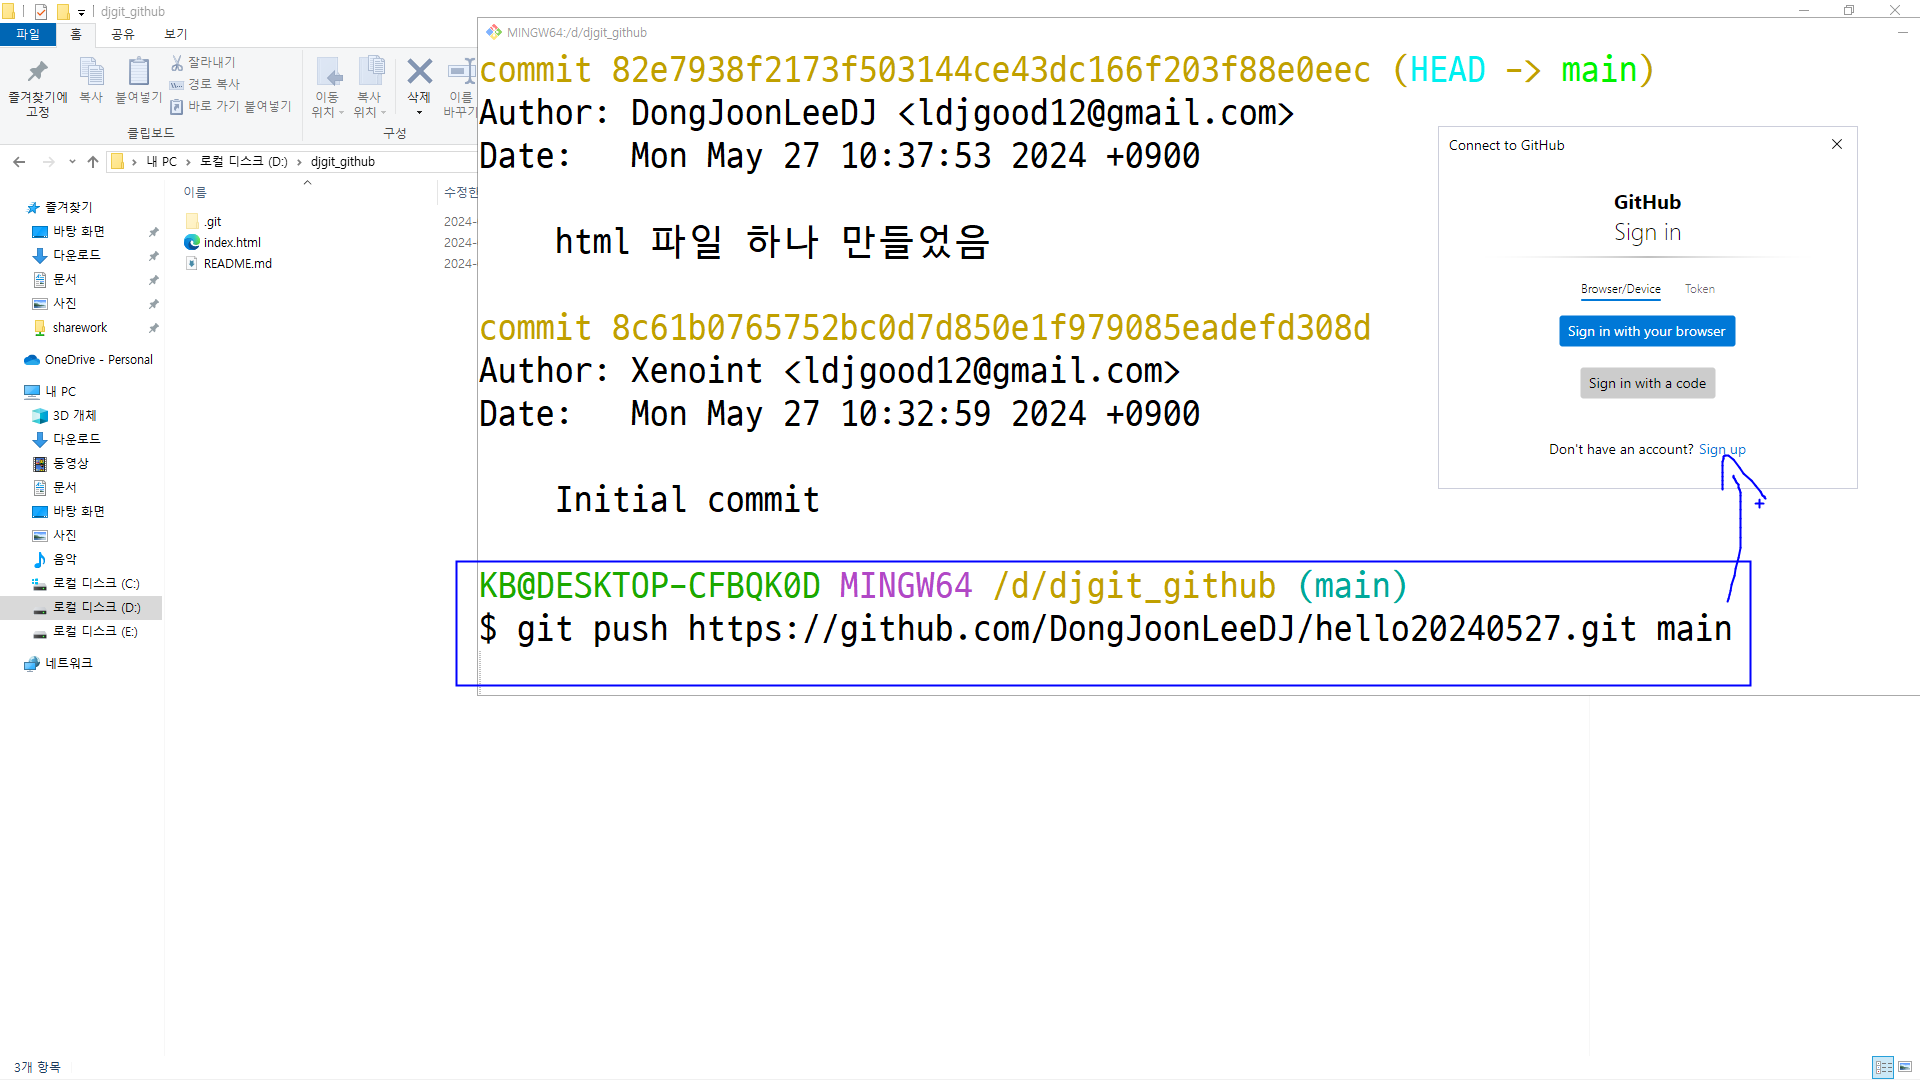 djgit_github
파일
홈
공유
보기
즐겨찾기에
고정
복사
붙여넣기
잘라내기
경로 복사
바로 가기 붙여넣기
클립보드
이동
위치
복사
위치
삭제
이름
바꾸기
구성
내 PC
로컬 디스크 (D:)
djgit_github
이름
수정한
.git
2024-
index.html
2024-
README.md
2024-
즐겨찾기
바탕 화면
다운로드
문서
사진
sharework
OneDrive - Personal
내 PC
3D 개체
다운로드
동영상
문서
바탕 화면
사진
음악
로컬 디스크 (C:)
로컬 디스크 (D:)
로컬 디스크 (E:)
네트워크
3개 항목
MINGW64:/d/djgit_github
commit 82e7938f2173f503144ce43dc166f203f88e0eec (HEAD -> main)
Author: DongJoonLeeDJ <ldjgood12@gmail.com>
Date:   Mon May 27 10:37:53 2024 +0900
html 파일 하나 만들었음
commit 8c61b0765752bc0d7d850e1f979085eadefd308d
Author: Xenoint <ldjgood12@gmail.com>
Date:   Mon May 27 10:32:59 2024 +0900
Initial commit
KB@DESKTOP-CFBQK0D MINGW64 /d/djgit_github (main)
$ git push https://github.com/DongJoonLeeDJ/hello20240527.git main
Connect to GitHub
GitHub
Sign in
Browser/Device
Token
Sign in with your browser
Sign in with a code
Don't have an account? Sign up